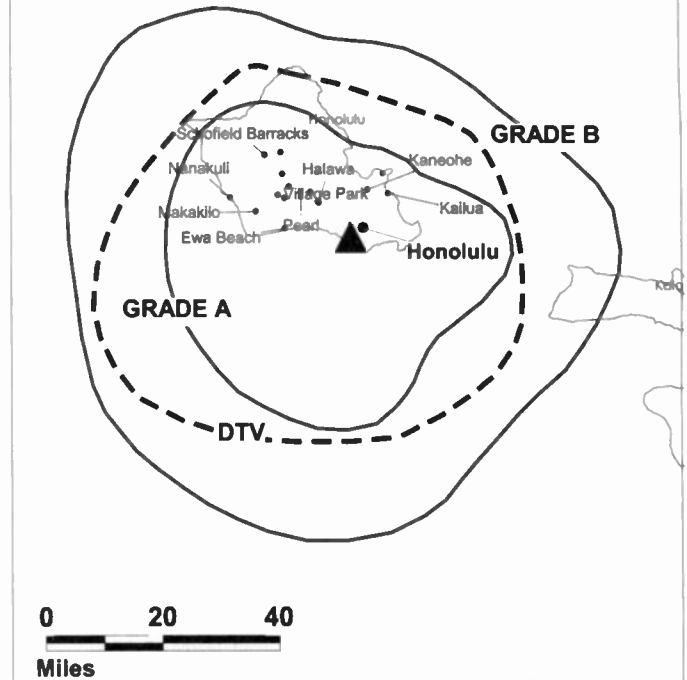 Honolulu
GRADE B
Schofield Barracks
Kaneohe
Nanakuli
Halawa
Village Park
Makakilo
Kailua
Pearl
Ewa Beach
Honolulu
GRADE A
DTV
0 20 40
Miles